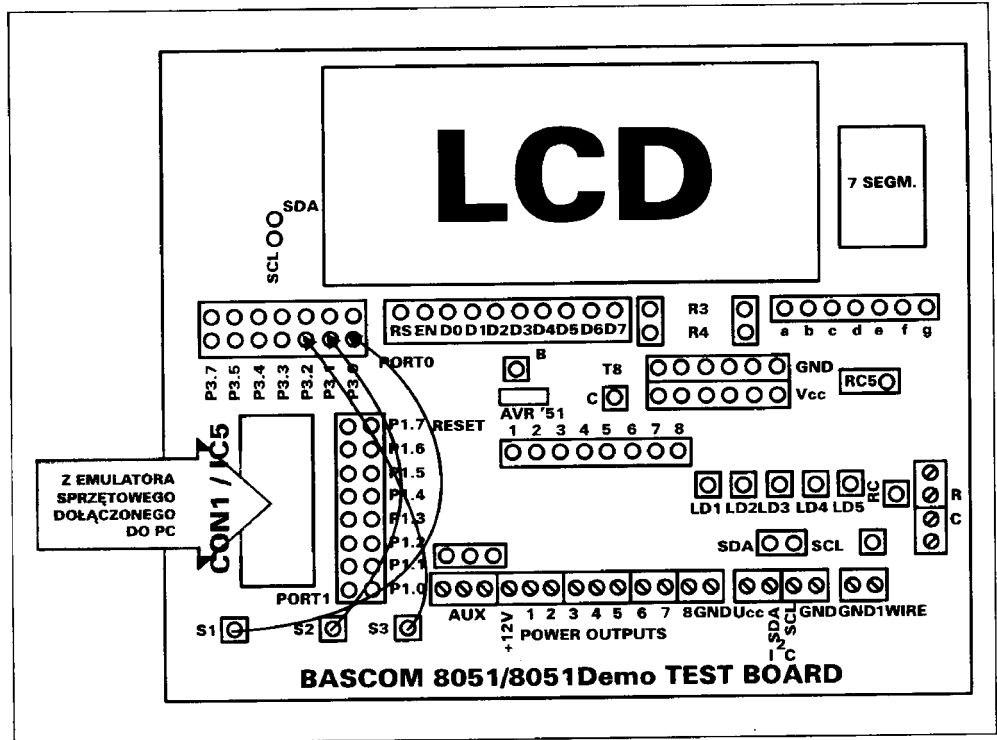 LCD
7 SEGM.
SDA
SCL
RS EN D0 D1 D2 D3 D4 D5 D6 D7
R3
R4
a b c d e f g
PORT0
P3.7 P3.5 P3.4 P3.3 P3.2 P3.1 P3.0
B
T8
GND
C
Vcc
RC5
AVR '51
1 2 3 4 5 6 7 8
P1.7 RESET
P1.6
P1.5
P1.4
P1.3
P1.2
P1.1
P1.0
CON1 / IC5
Z EMULATORA
SPRZĘTOWEGO
DOŁĄCZONEGO
DO PC
LD1 LD2 LD3 LD4 LD5
RC
R
C
SDA
SCL
PORT1
AUX
+12V
1 2 3 4 5 6 7 8 GND Ucc
SDA
SCL
I2C
GND GND 1WIRE
POWER OUTPUTS
S1
S2
S3
BASCOM 8051/8051Demo TEST BOARD